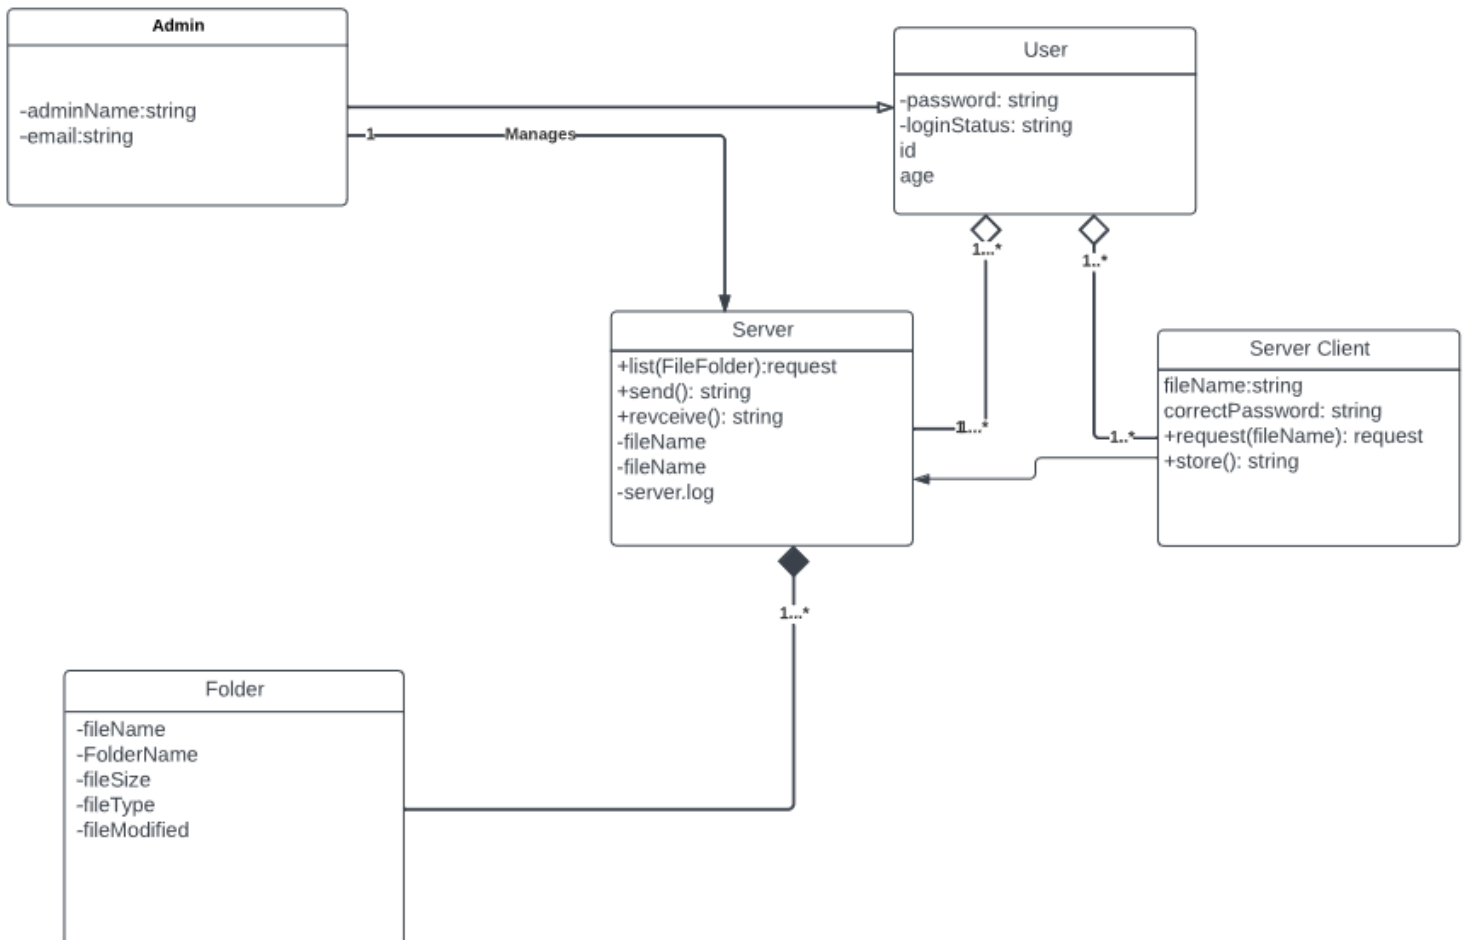 Admin
-adminName:string
-email:string
1
Manages
User
-password: string
-loginStatus: string
id
age
1...*
1..*
Server
+list(FileFolder):request
+send(): string
+revceive(): string
-fileName
-fileName
-server.log
1...*
Server Client
fileName:string
correctPassword: string
+request(fileName): request
+store(): string
1..*
1...*
Folder
-fileName
-FolderName
-fileSize
-fileType
-fileModified